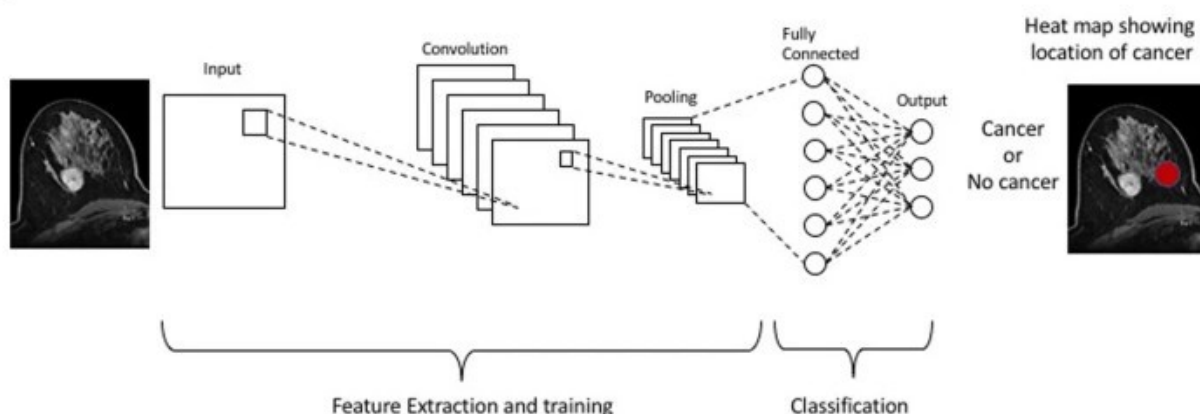 Input
Convolution
Pooling
Fully
Connected
Output
Cancer
or
No cancer
Heat map showing
location of cancer
Feature Extraction and training
Classification